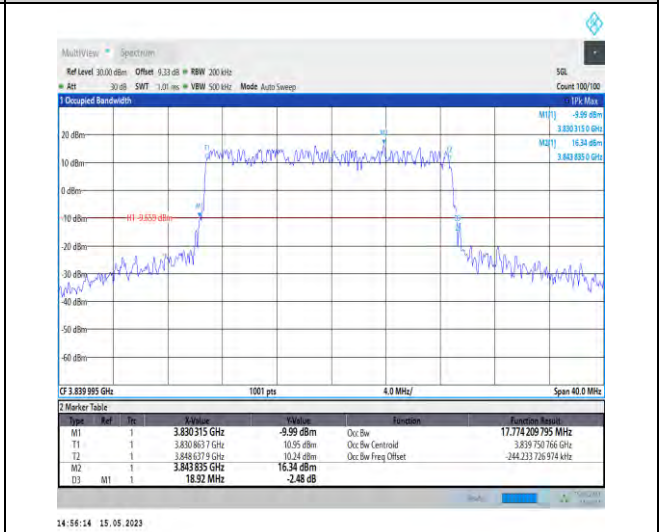 MultiView Spectrum
Ref Level 30.00 dBm Offset 9.33 dB RBW 200 kHz SGL
Att 30 dB SWT 1.01 ms VBW 500 kHz Mode Auto Sweep Count 100/100
1 Occupied Bandwidth 1Pk Max
M1[1] -9.99 dBm
3.830 315 0 GHz
M2[1] 16.34 dBm
3.843 835 0 GHz
20 dBm
10 dBm
0 dBm
-10 dBm H1 -9.659 dBm
-20 dBm
-30 dBm
-40 dBm
-50 dBm
-60 dBm
CF 3.839 995 GHz 1001 pts 4.0 MHz/ Span 40.0 MHz
2 Marker Table
Type Ref Trc X-Value Y-Value Function Function Result
M1 1 3.830 315 GHz -9.99 dBm Occ Bw 17.774 209 795 MHz
T1 1 3.830 863 7 GHz 10.95 dBm Occ Bw Centroid 3.839 750 766 GHz
T2 1 3.848 637 9 GHz 10.24 dBm Occ Bw Freq Offset -244.233 726 974 kHz
M2 1 3.843 835 GHz 16.34 dBm
D3 M1 1 18.92 MHz -2.48 dB
14:56:14 15.05.2023